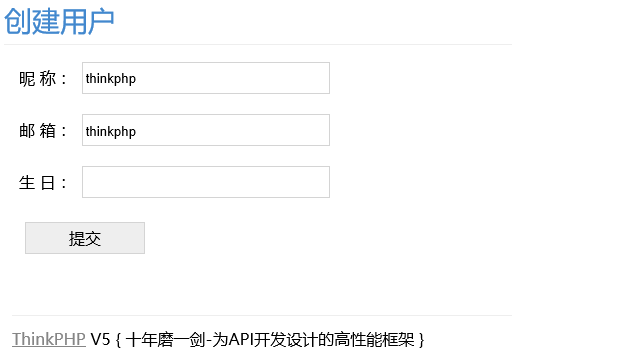 创建用户
昵 称：
thinkphp
邮 箱：
thinkphp
生 日：
提交
ThinkPHP V5 { 十年磨一剑-为API开发设计的高性能框架 }